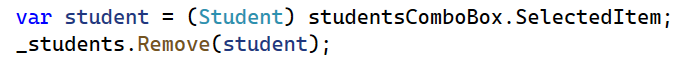 var student = (Student) studentsComboBox.SelectedItem;
_students.Remove(student);